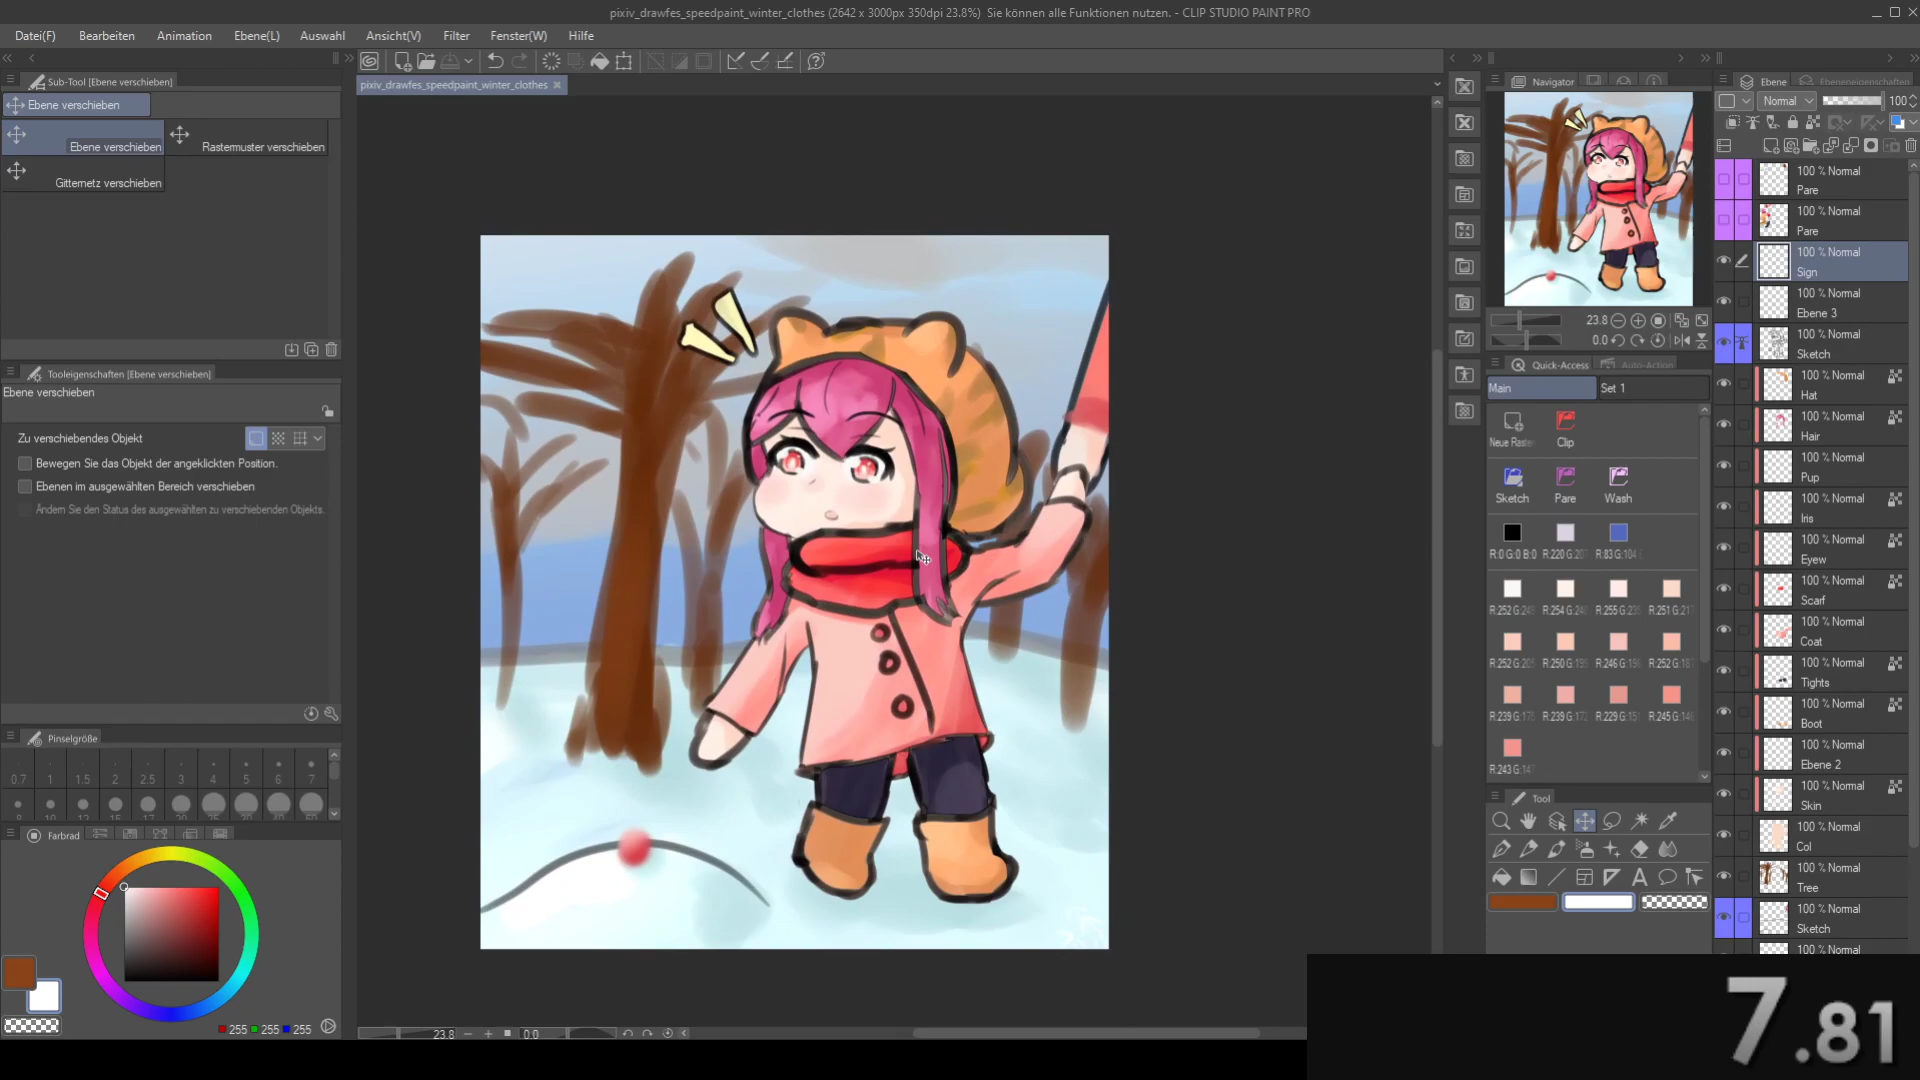 pixiv_drawfes_speedpaint_winter_clothes (2642 x 3000px 350dpi 23.8%) Sie können alle Funktionen nutzen. - CLIP STUDIO PAINT PRO
Datei(F) Bearbeiten Animation Ebene(L) Auswahl Ansicht(V) Filter Fenster(W) Hilfe
Sub-Tool [Ebene verschieben]
Ebene verschieben
Ebene verschieben
Rastermuster verschieben
Gitternetz verschieben
Tooleigenschaften [Ebene verschieben]
Ebene verschieben
Zu verschiebendes Objekt
Bewegen Sie das Objekt der angeklickten Position.
Ebenen im ausgewählten Bereich verschieben
Ändern Sie den Status des ausgewählten zu verschiebenden Objekts.
Pinselgröße
0.7 1 1.5 2 2.5 3 4 5 6 7
Farbrad
255 255 255
pixiv_drawfes_speedpaint_winter_clothes
23.8
0.0
Navigator
23.8
0.0
Quick-Access Auto-Action
Main Set 1
Clip
Sketch Pare Wash
R:0 G:0 B:0
Tool
Ebene Ebeneneigenschaften
Normal 100
100 % Normal
Pare
100 % Normal
Pare
100 % Normal
Sign
100 % Normal
Ebene 3
100 % Normal
Sketch
100 % Normal
Hat
100 % Normal
Hair
100 % Normal
Pup
100 % Normal
Iris
100 % Normal
Eyew
100 % Normal
Scarf
100 % Normal
Coat
100 % Normal
Tights
100 % Normal
Boot
100 % Normal
Ebene 2
100 % Normal
Skin
100 % Normal
Col
100 % Normal
Tree
100 % Normal
Sketch
100 % Normal
7.81